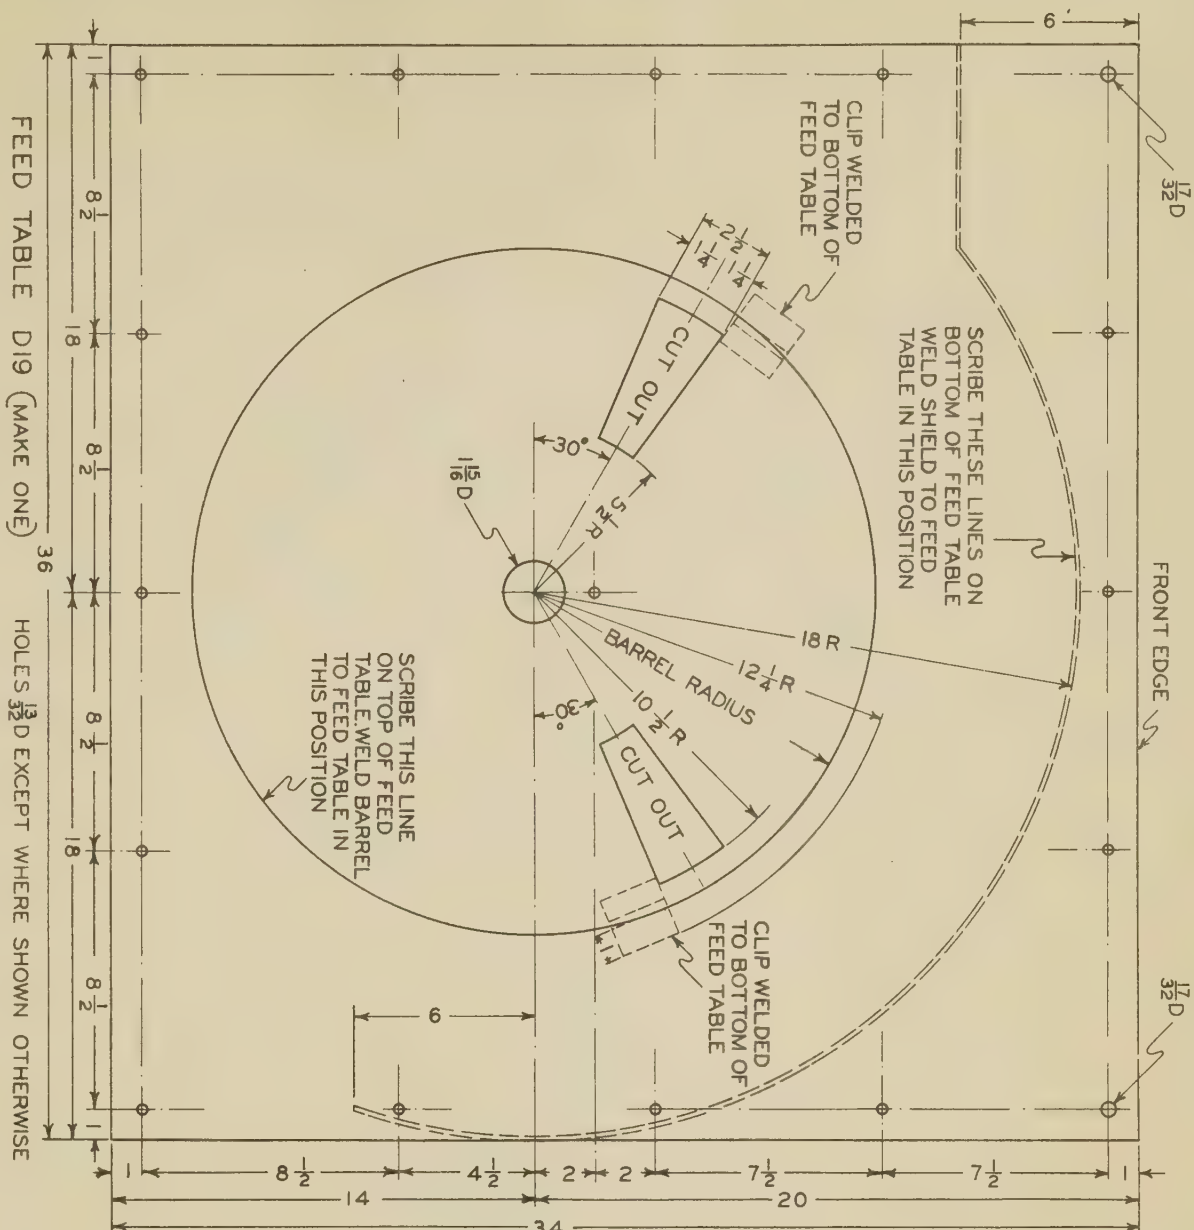 6
17/32 D
CLIP WELDED
TO BOTTOM OF
FEED TABLE
SCRIBE THESE LINES ON
BOTTOM OF FEED TABLE
WELD SHIELD TO FEED
TABLE IN THIS POSITION
FRONT EDGE
2 1/2
1 1/4
1 1/4
CUT OUT
30°
5 1/2 R
1 15/16 D
18 R
12 1/4 R
BARREL RADIUS
10 1/2 R
30°
CUT OUT
SCRIBE THIS LINE
ON TOP OF FEED
TABLE. WELD BARREL
TO FEED TABLE IN
THIS POSITION
CLIP WELDED
TO BOTTOM OF
FEED TABLE
1
17/32 D
6
1
8 1/2
8 1/2
8 1/2
8 1/2
1
18
18
36
1
8 1/2
4 1/2
2
2
7 1/2
7 1/2
1
14
20
34
FEED TABLE D19 (MAKE ONE) HOLES 13/32 D EXCEPT WHERE SHOWN OTHERWISE